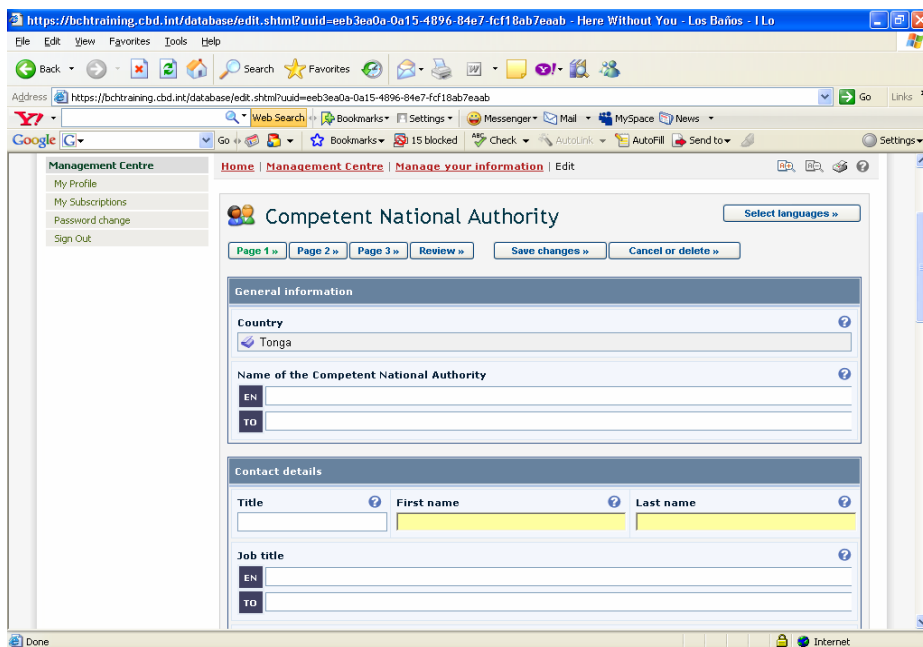 https://bchtraining.cbd.int/database/edit.shtml?uuid=eeb3ea0a-0a15-4896-84e7-fcf18ab7eaab - Here Without You - Los Baños - I Lo
File Edit View Favorites Tools Help
Back Search Favorites
Address https://bchtraining.cbd.int/database/edit.shtml?uuid=eeb3ea0a-0a15-4896-84e7-fcf18ab7eaab Go Links
Y! Web Search Bookmarks Settings Messenger Mail MySpace News
Google G Go Bookmarks 15 blocked ABC Check AutoLink AutoFill Send to Settings
Management Centre
My Profile
My Subscriptions
Password change
Sign Out
Home | Management Centre | Manage your information | Edit
Competent National Authority
Select languages »
Page 1 » Page 2 » Page 3 » Review » Save changes » Cancel or delete »
General information
Country
Tonga
Name of the Competent National Authority
EN
TO
Contact details
Title First name Last name
Job title
EN
TO
Done Internet